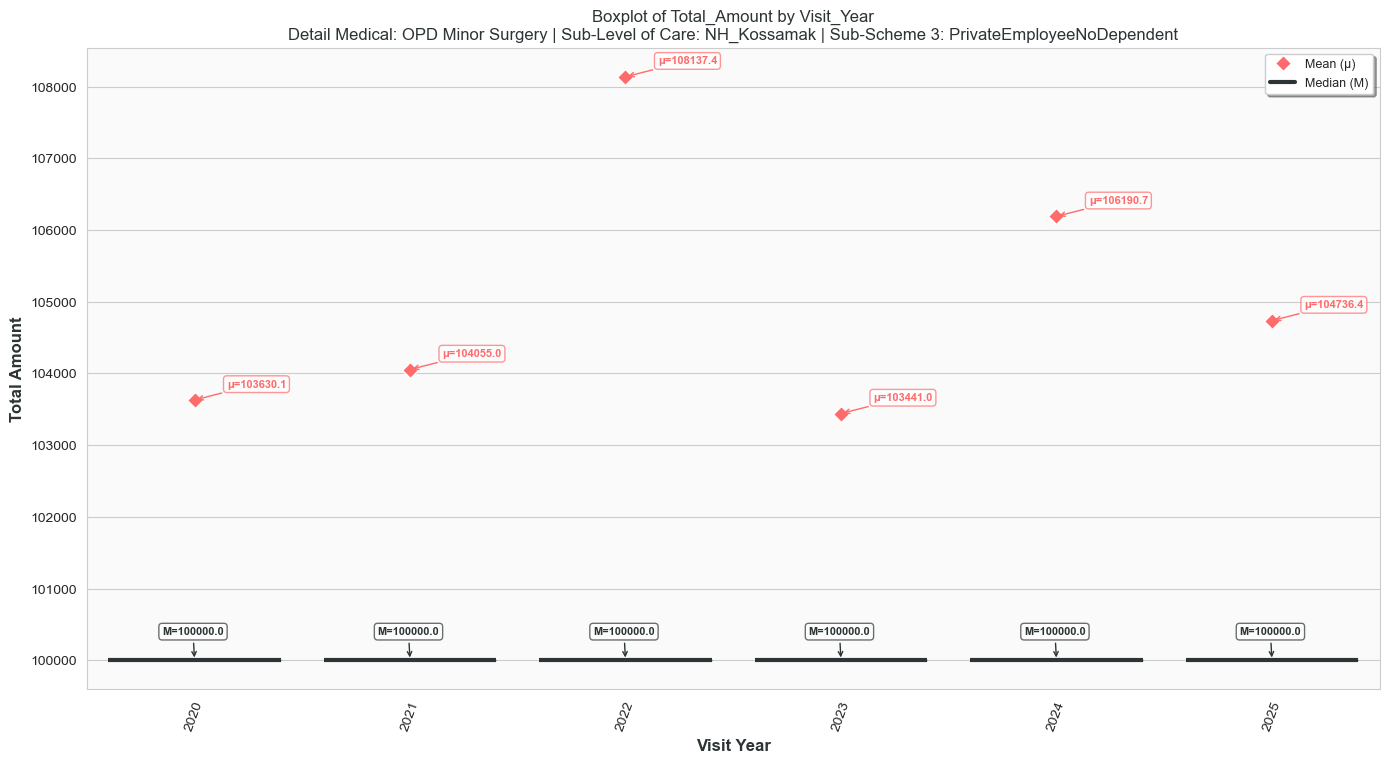 Boxplot of Total_Amount by Visit_Year
Detail Medical: OPD Minor Surgery | Sub-Level of Care: NH_Kossamak | Sub-Scheme 3: PrivateEmployeeNoDependent
Mean (μ)
Median (M)
Total Amount
108000
107000
106000
105000
104000
103000
102000
101000
100000
μ=103630.1
μ=104055.0
μ=108137.4
μ=103441.0
μ=106190.7
μ=104736.4
M=100000.0
M=100000.0
M=100000.0
M=100000.0
M=100000.0
M=100000.0
2020
2021
2022
2023
2024
2025
Visit Year